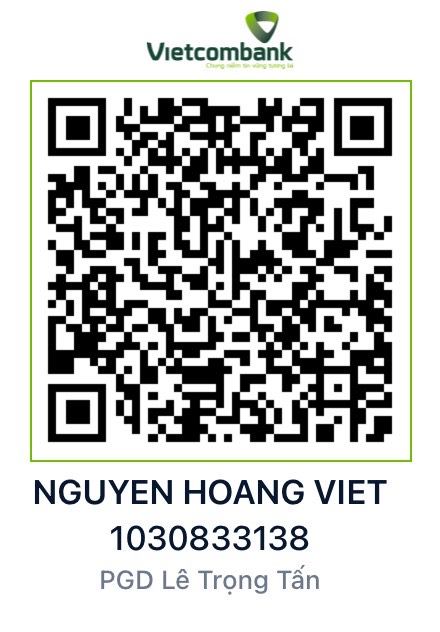 Vietcombank
Chung niềm tin vững tương lai
NGUYEN HOANG VIET
1030833138
PGD Lê Trọng Tấn